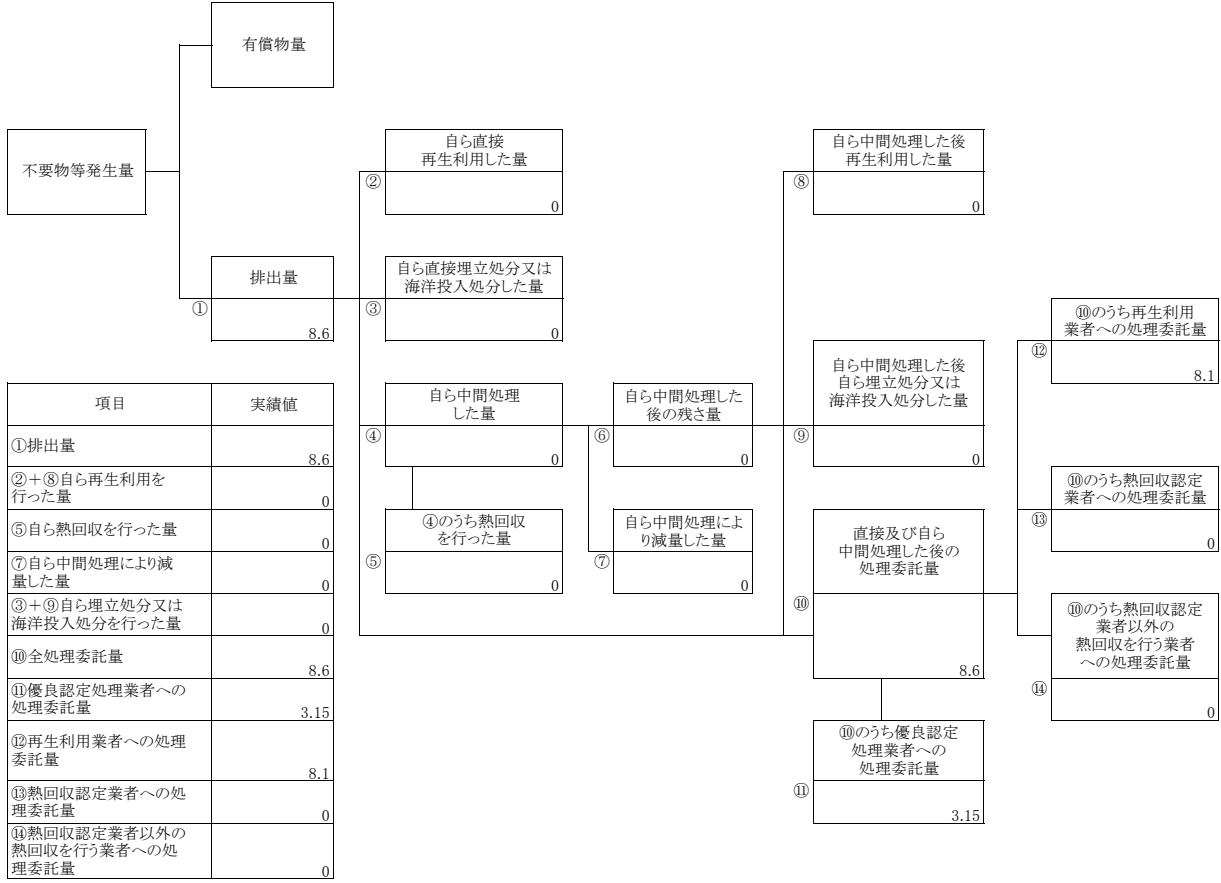 有償物量
不要物等発生量
自ら直接
再生利用した量
②
0
自ら中間処理した後
再生利用した量
⑧
0
排出量
①
8.6
自ら直接埋立処分又は
海洋投入処分した量
③
0
⑩のうち再生利用
業者への処理委託量
⑫
8.1
自ら中間処理
した量
④
0
自ら中間処理した
後の残さ量
⑥
0
自ら中間処理した後
自ら埋立処分又は
海洋投入処分した量
⑨
0
⑩のうち熱回収認定
業者への処理委託量
⑬
0
④のうち熱回収
を行った量
⑤
0
自ら中間処理によ
り減量した量
⑦
0
直接及び自ら
中間処理した後の
処理委託量
⑩
8.6
⑩のうち熱回収認定
業者以外の
熱回収を行う業者
への処理委託量
⑭
0
⑩のうち優良認定
処理業者への
処理委託量
⑪
3.15
項目
実績値
①排出量
8.6
②+⑧自ら再生利用を
行った量
0
⑤自ら熱回収を行った量
0
⑦自ら中間処理により減
量した量
0
③+⑨自ら埋立処分又は
海洋投入処分を行った量
0
⑩全処理委託量
8.6
⑪優良認定処理業者への
処理委託量
3.15
⑫再生利用業者への処理
委託量
8.1
⑬熱回収認定業者への処
理委託量
0
⑭熱回収認定業者以外の
熱回収を行う業者への処
理委託量
0